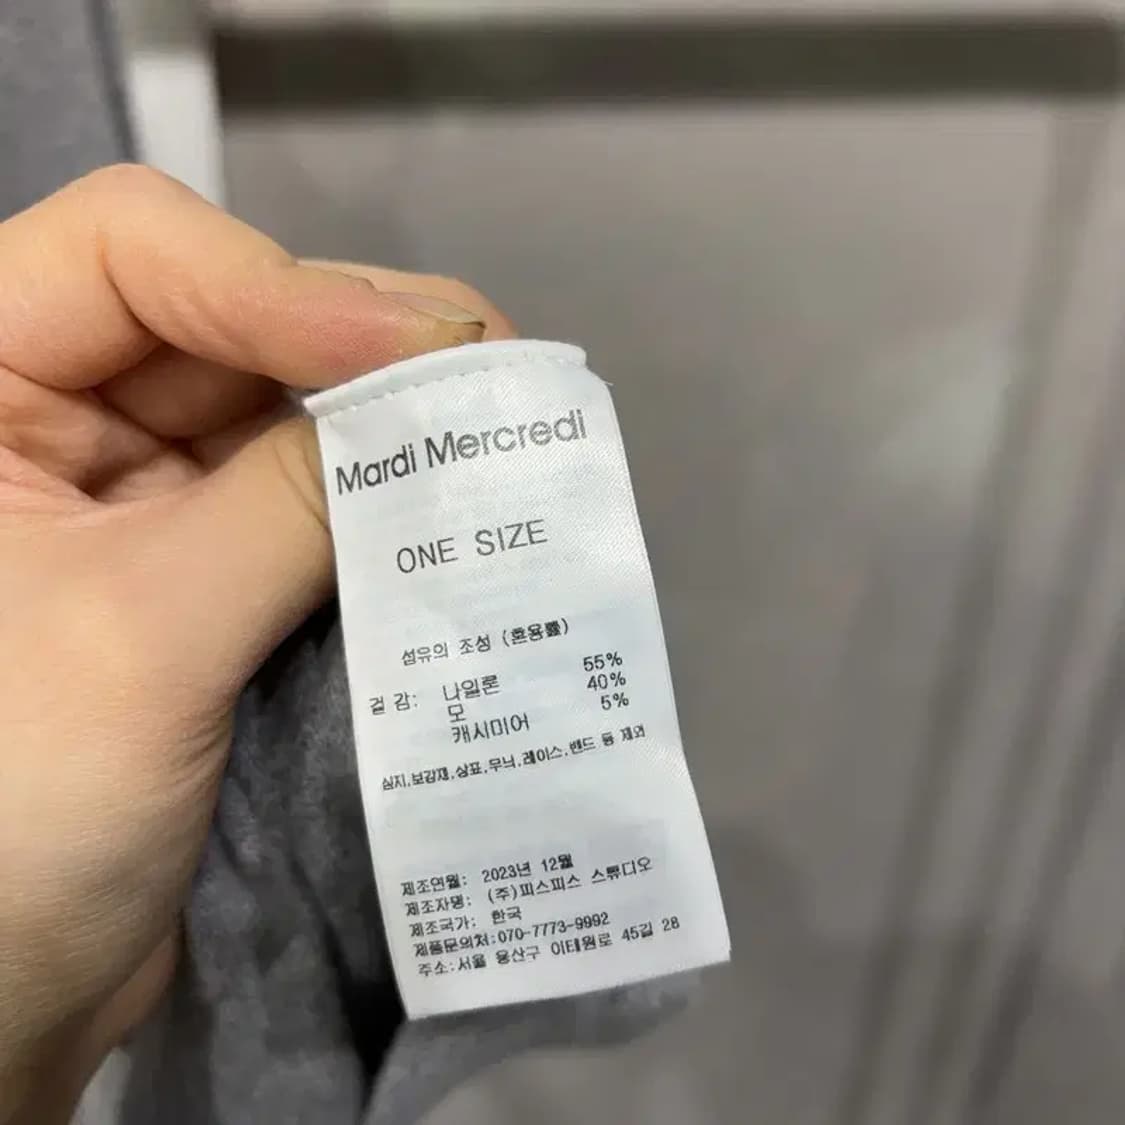 Mardi Mercredi
ONE SIZE
섬유의 조성 (혼용률)
겉 감: 나일론 55%
모 40%
캐시미어 5%
심지,보강재,상표,무늬,레이스,밴드 등 제외
제조연월: 2023년 12월
제조자명: (주)피스피스 스튜디오
제조국가: 한국
제품문의처:070-7773-9992
주소:서울 용산구 이태원로 45길 28